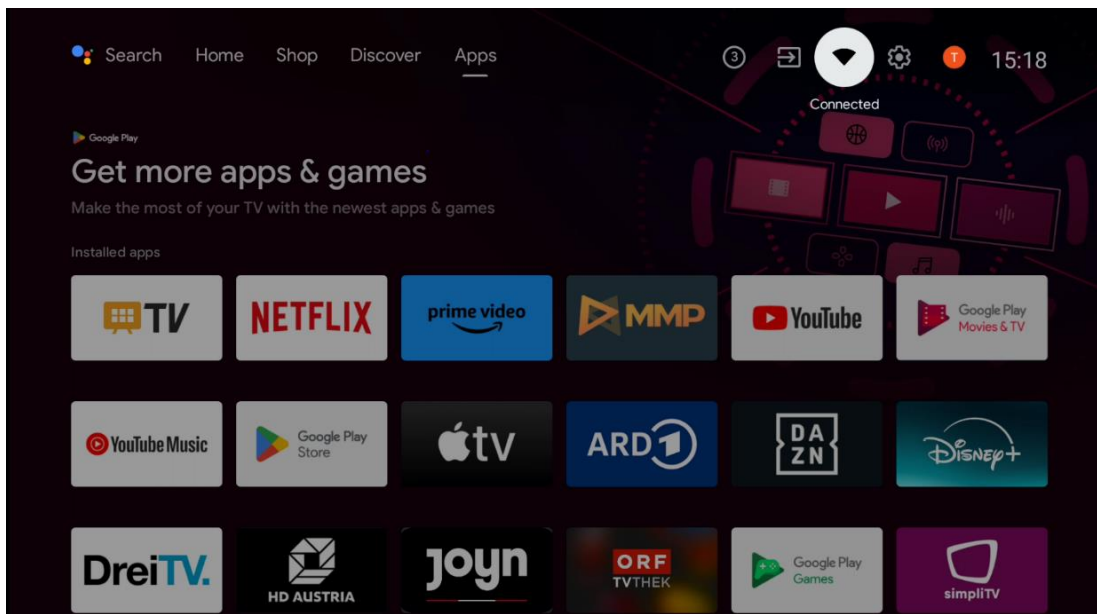 Search Home Shop Discover Apps 3 T 15:18
Connected
Google Play
Get more apps & games
Make the most of your TV with the newest apps & games
Installed apps
TV NETFLIX prime video MMP YouTube Google Play
Movies & TV
YouTube Music Google Play
Store
tv ARD 1 DA
ZN
Disney+
DreiTV. HD AUSTRIA joyn ORF
TVTHEK
Google Play
Games
simpliTV